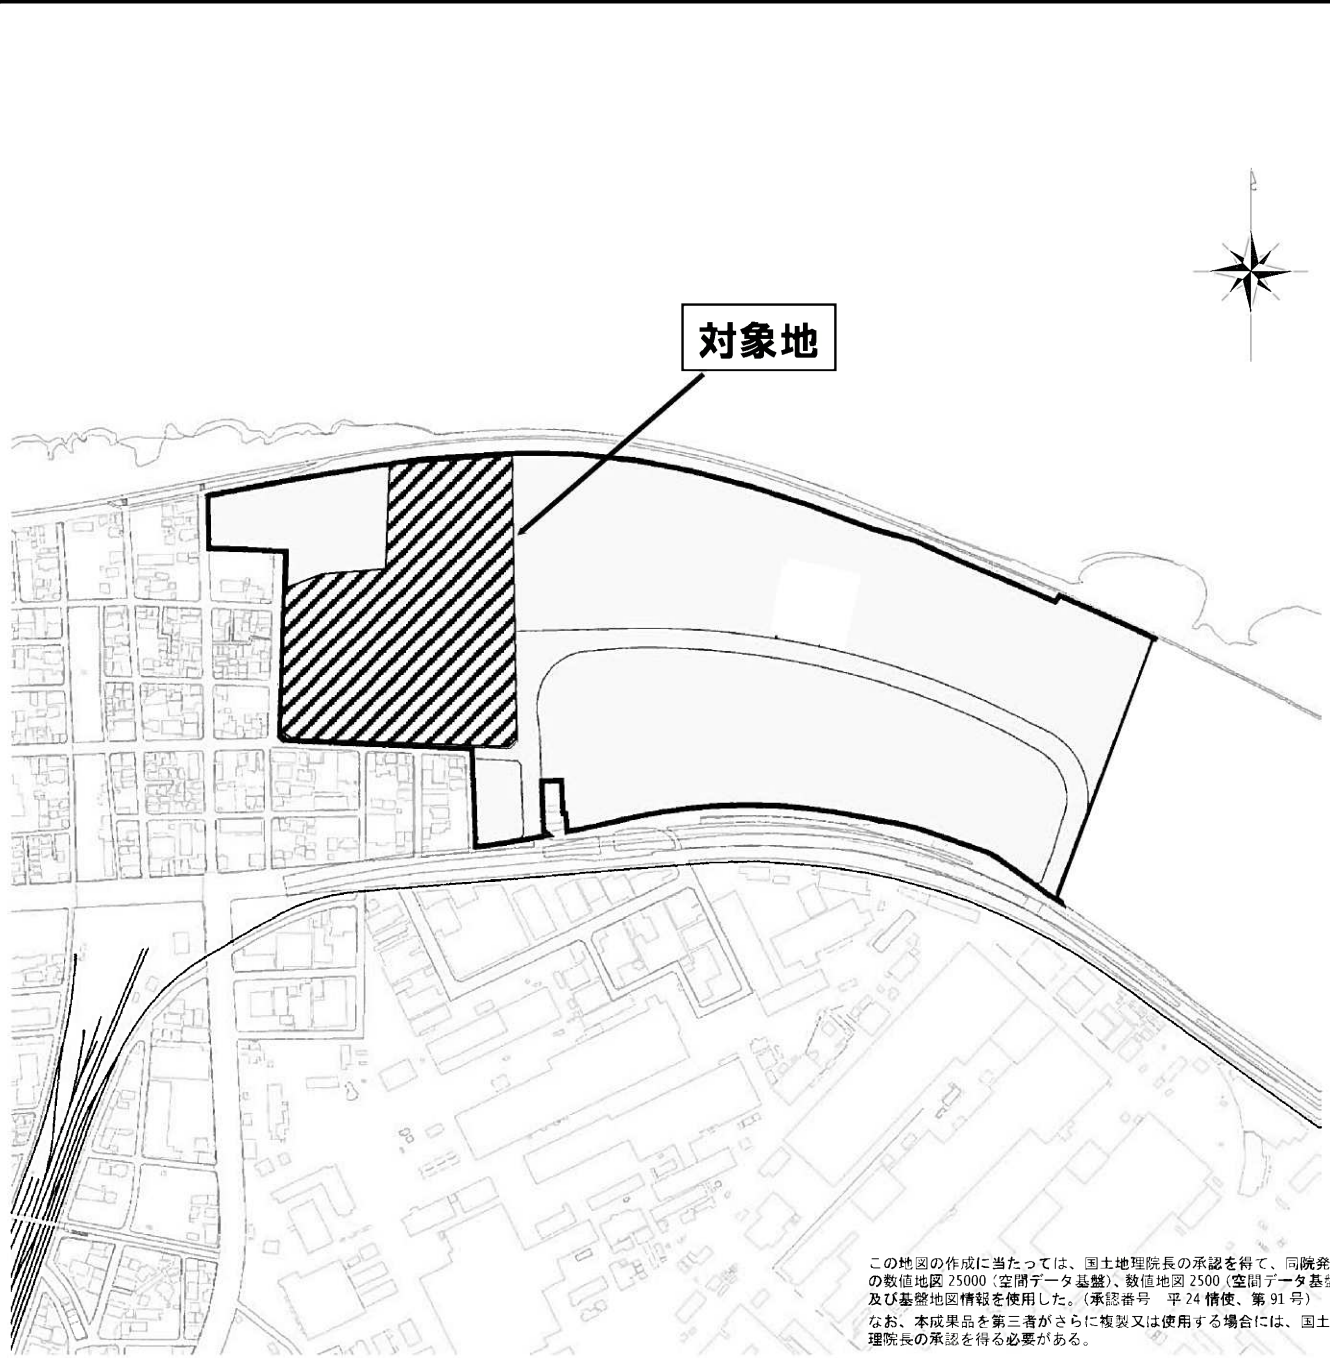 対象地
この地図の作成に当たっては、国土地理院長の承認を得て、同院発
の数値地図 25000（空間データ基盤）、数値地図 2500（空間データ基盤
及び基盤地図情報を使用した。（承認番号　平 24 情使、第 91 号）
なお、本成果品を第三者がさらに複製又は使用する場合には、国土
理院長の承認を得る必要がある。